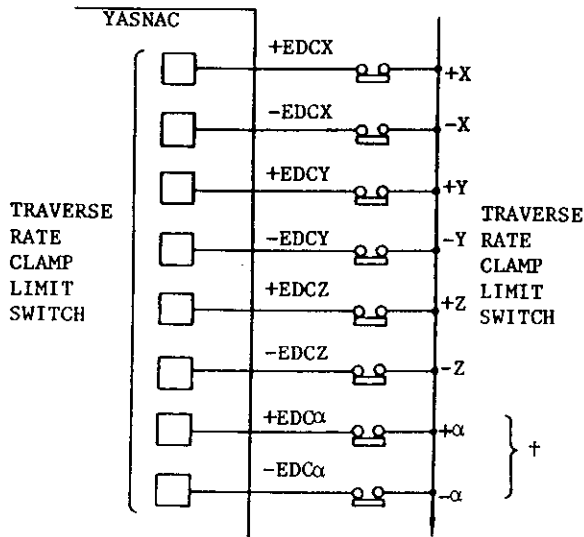 YASNAC
+EDCX
+X
-EDCX
-X
+EDCY
+Y
-EDCY
-Y
+EDCZ
+Z
-EDCZ
-Z
+EDCα
+α
-EDCα
-α
†
TRAVERSE
RATE
CLAMP
LIMIT
SWITCH
TRAVERSE
RATE
CLAMP
LIMIT
SWITCH